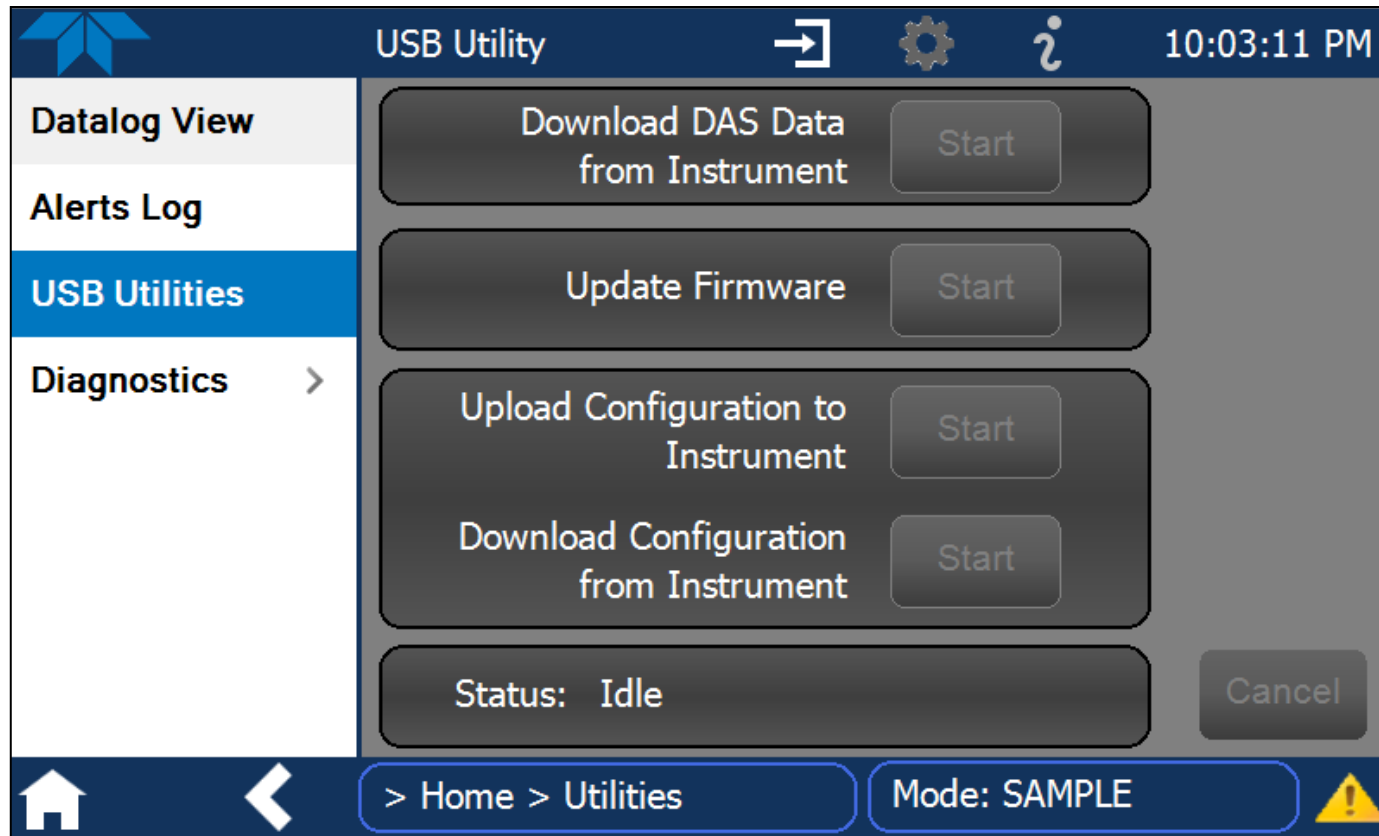 USB Utility
10:03:11 PM
Datalog View
Alerts Log
USB Utilities
Diagnostics
Download DAS Data
from Instrument
Start
Update Firmware
Start
Upload Configuration to
Instrument
Start
Download Configuration
from Instrument
Start
Status: Idle
Cancel
> Home > Utilities
Mode: SAMPLE